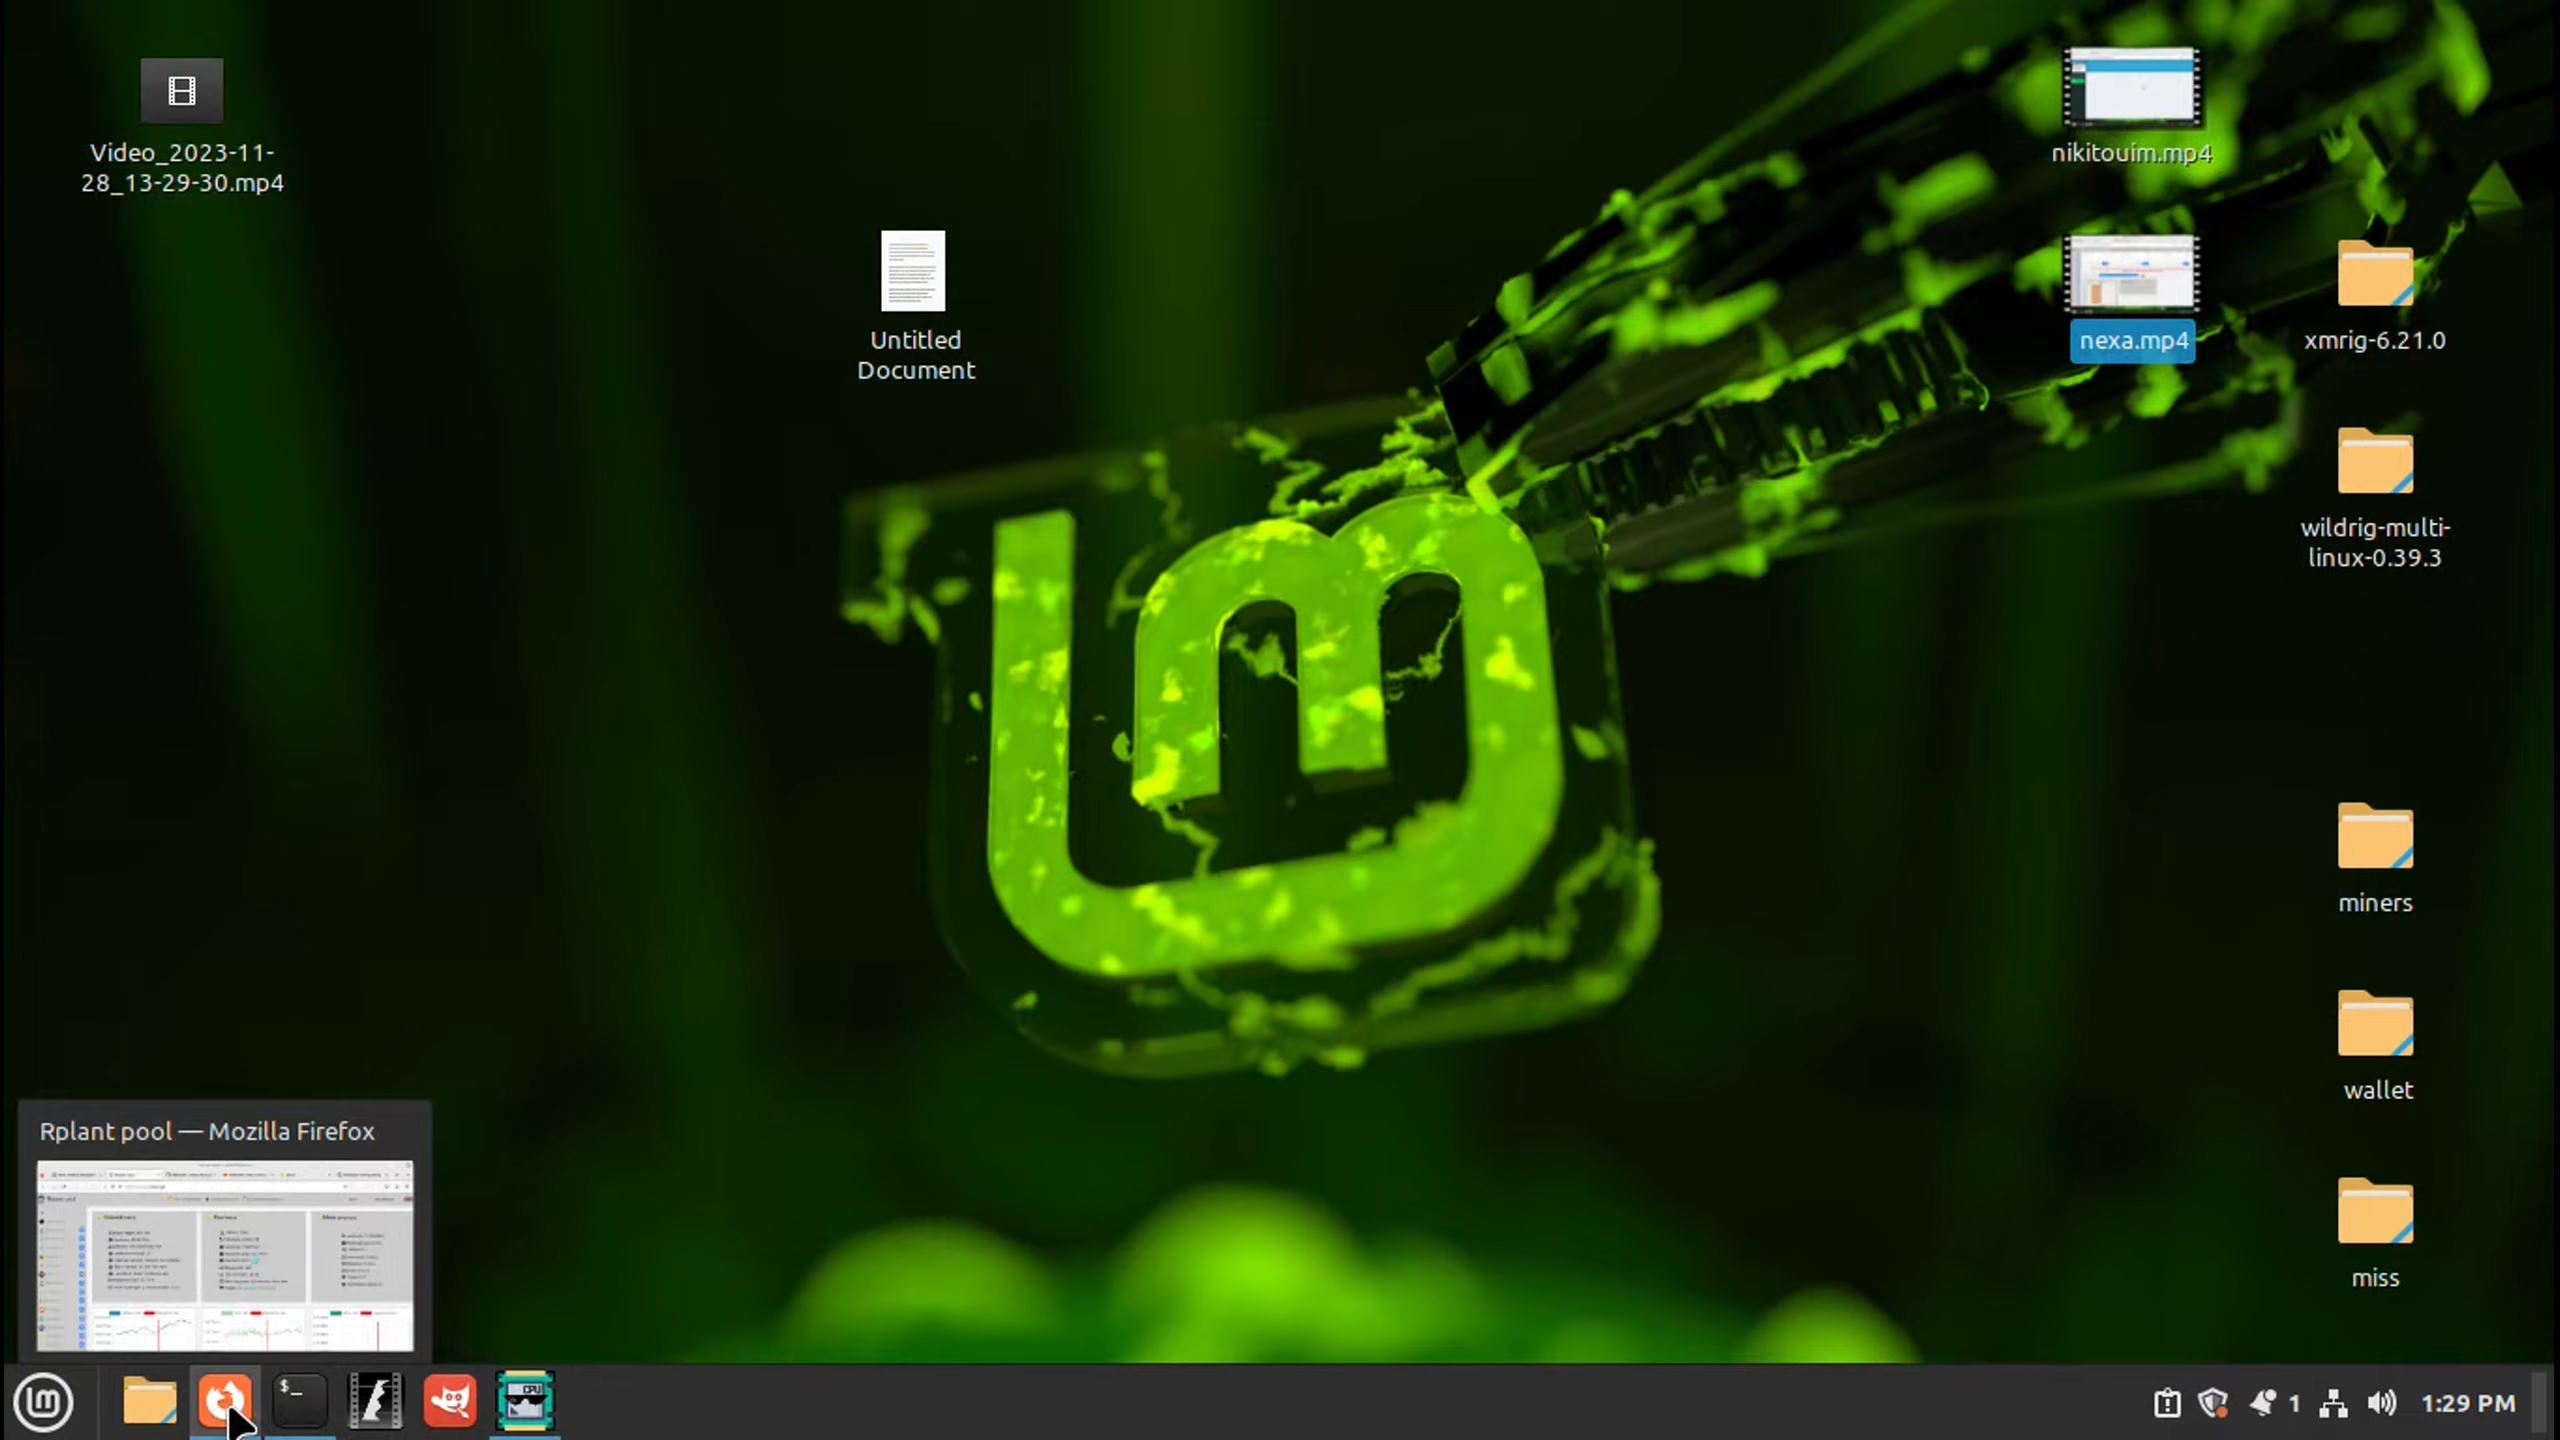 Video_2023-11-
28_13-29-30.mp4
Untitled
Document
nikitouim.mp4
nexa.mp4
xmrig-6.21.0
wildrig-multi-
linux-0.39.3
miners
wallet
miss
Rplant pool — Mozilla Firefox
$_
CPU
1
1:29 PM